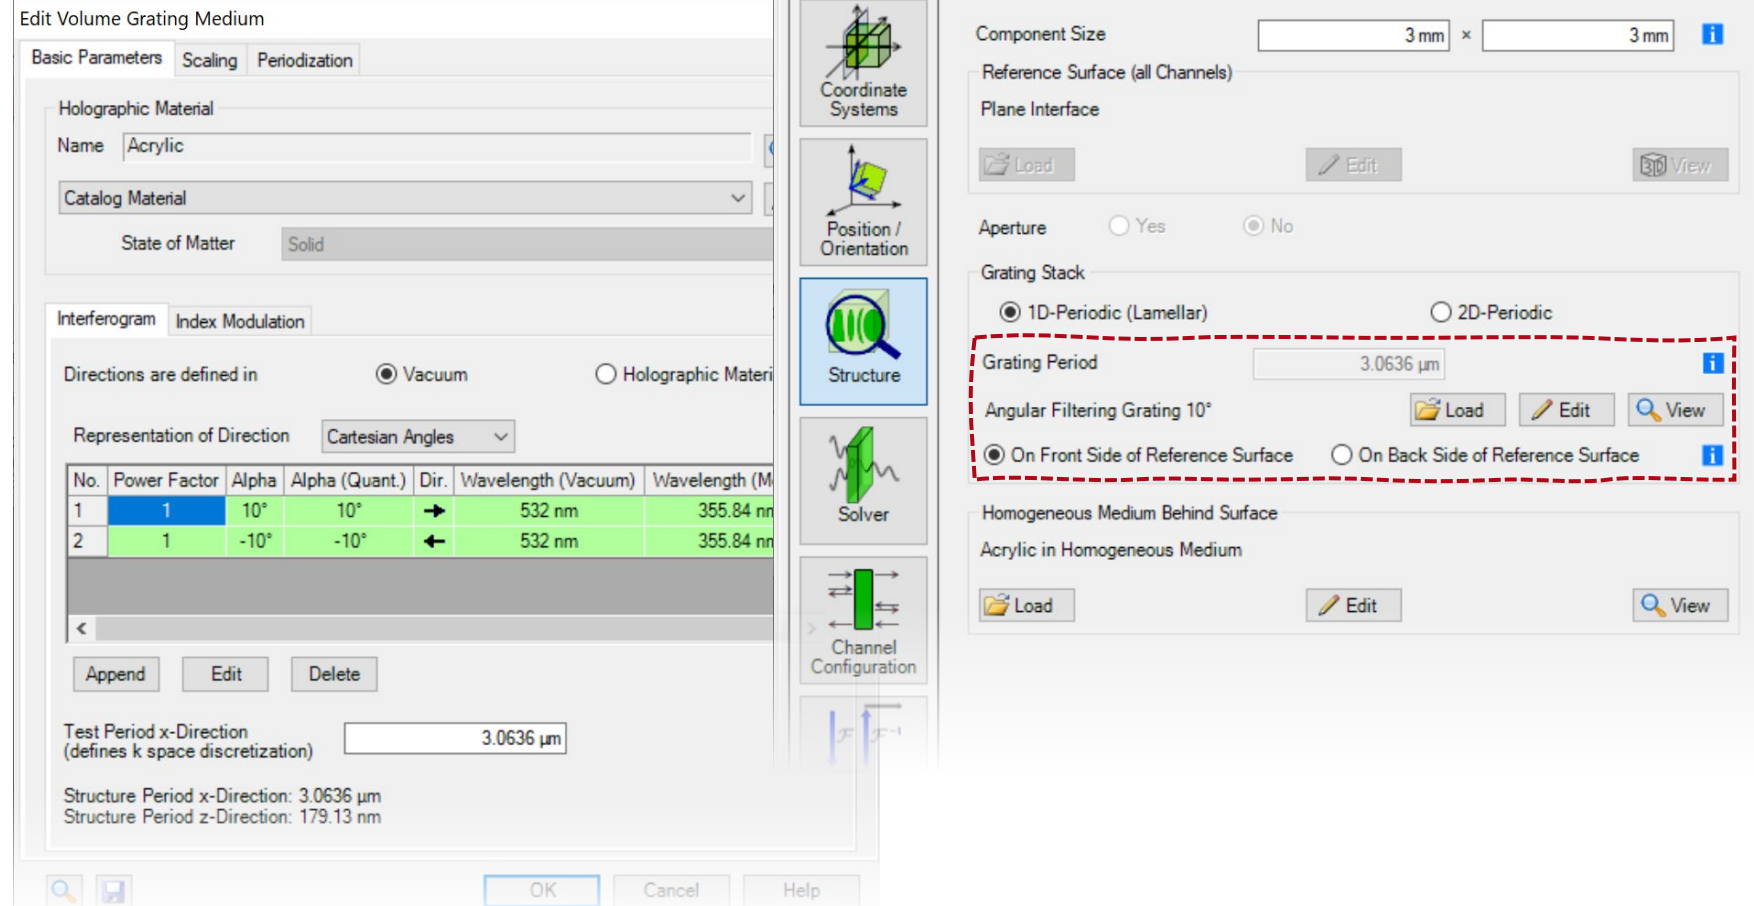 Edit Volume Grating Medium
Basic Parameters Scaling Periodization
Holographic Material
Name Acrylic
Catalog Material
State of Matter Solid
Interferogram Index Modulation
Directions are defined in Vacuum Holographic Materi
Representation of Direction Cartesian Angles
No. Power Factor Alpha Alpha (Quant.) Dir. Wavelength (Vacuum) Wavelength (M
1 1 10° 10° 532 nm 355.84 nm
2 1 -10° -10° 532 nm 355.84 nm
Append Edit Delete
Test Period x-Direction
(defines k space discretization) 3.0636 µm
Structure Period x-Direction: 3.0636 µm
Structure Period z-Direction: 179.13 nm
OK Cancel Help
Coordinate
Systems
Position /
Orientation
Structure
Solver
Channel
Configuration
Component Size 3 mm × 3 mm
Reference Surface (all Channels)
Plane Interface
Load Edit View
Aperture Yes No
Grating Stack
1D-Periodic (Lamellar) 2D-Periodic
Grating Period 3.0636 µm
Angular Filtering Grating 10° Load Edit View
On Front Side of Reference Surface On Back Side of Reference Surface
Homogeneous Medium Behind Surface
Acrylic in Homogeneous Medium
Load Edit View